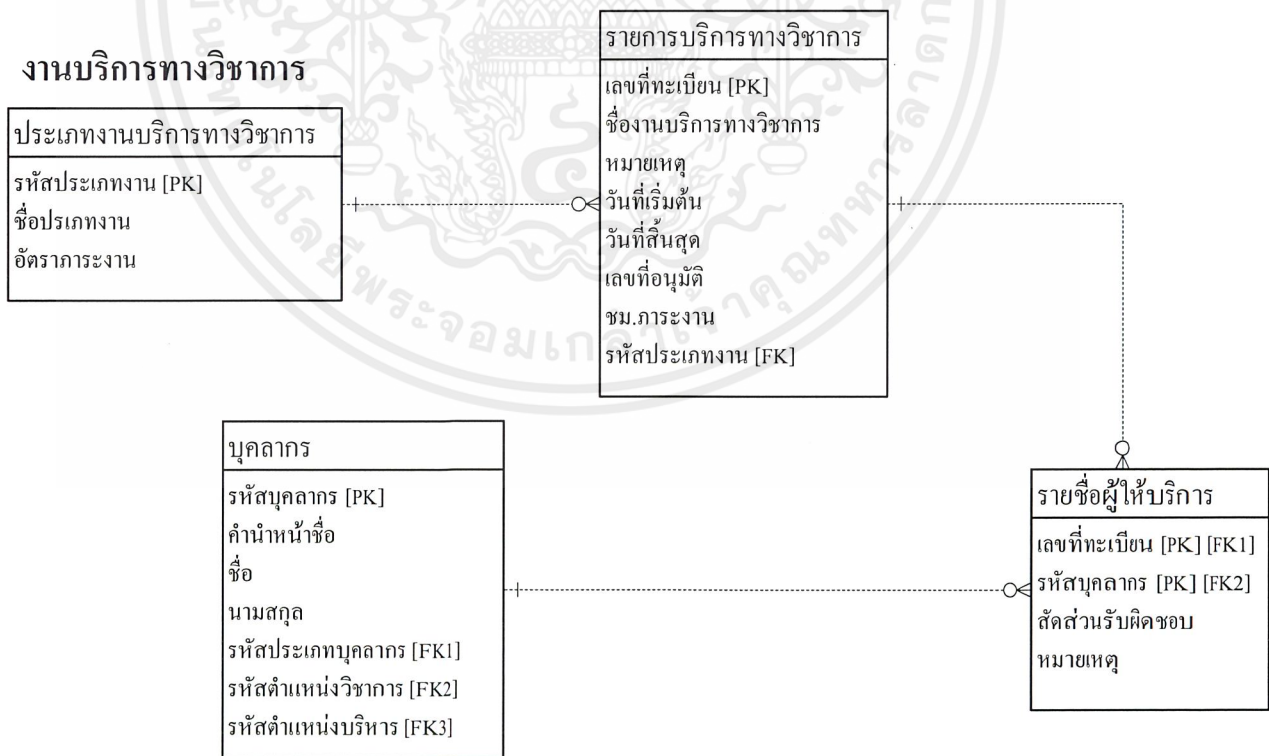 งานบริการทางวิชาการ
ประเภทงานบริการทางวิชาการ
รหัสประเภทงาน [PK]
ชื่อประเภทงาน
อัตราภาระงาน
รายการบริการทางวิชาการ
เลขที่ทะเบียน [PK]
ชื่องานบริการทางวิชาการ
หมายเหตุ
วันที่เริ่มต้น
วันที่สิ้นสุด
เลขที่อนุมัติ
ชม.ภาระงาน
รหัสประเภทงาน [FK]
บุคลากร
รหัสบุคลากร [PK]
คำนำหน้าชื่อ
ชื่อ
นามสกุล
รหัสประเภทบุคลากร [FK1]
รหัสตำแหน่งวิชาการ [FK2]
รหัสตำแหน่งบริหาร [FK3]
รายชื่อผู้ให้บริการ
เลขที่ทะเบียน [PK] [FK1]
รหัสบุคลากร [PK] [FK2]
สัดส่วนรับผิดชอบ
หมายเหตุ